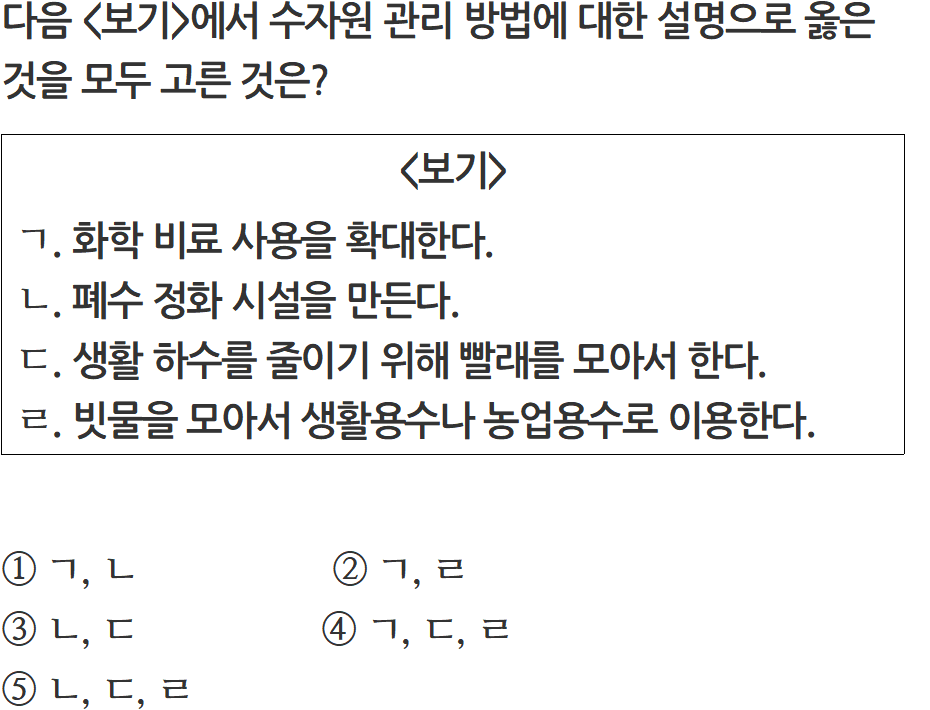 다음 <보기>에서 수자원 관리 방법에 대한 설명으로 옳은
것을 모두 고른 것은?
<보기>
ㄱ. 화학 비료 사용을 확대한다.
ㄴ. 폐수 정화 시설을 만든다.
ㄷ. 생활 하수를 줄이기 위해 빨래를 모아서 한다.
ㄹ. 빗물을 모아서 생활용수나 농업용수로 이용한다.
① ㄱ, ㄴ ② ㄱ, ㄹ
③ ㄴ, ㄷ ④ ㄱ, ㄷ, ㄹ
⑤ ㄴ, ㄷ, ㄹ